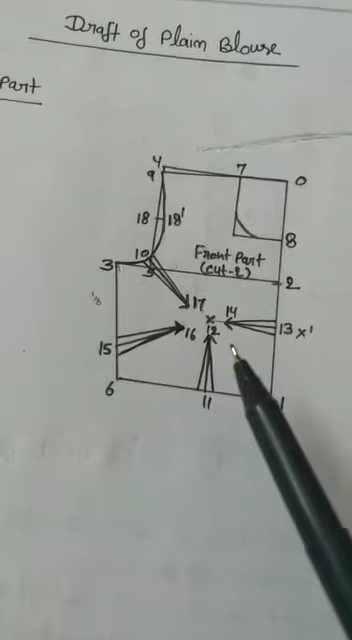 Draft of Plain Blouse
Part
4
9 7 0
18 18'
8
10
3 Front Part
5 (cut-2)
2
17
14
x
16 12 13 x'
15
6 11 1